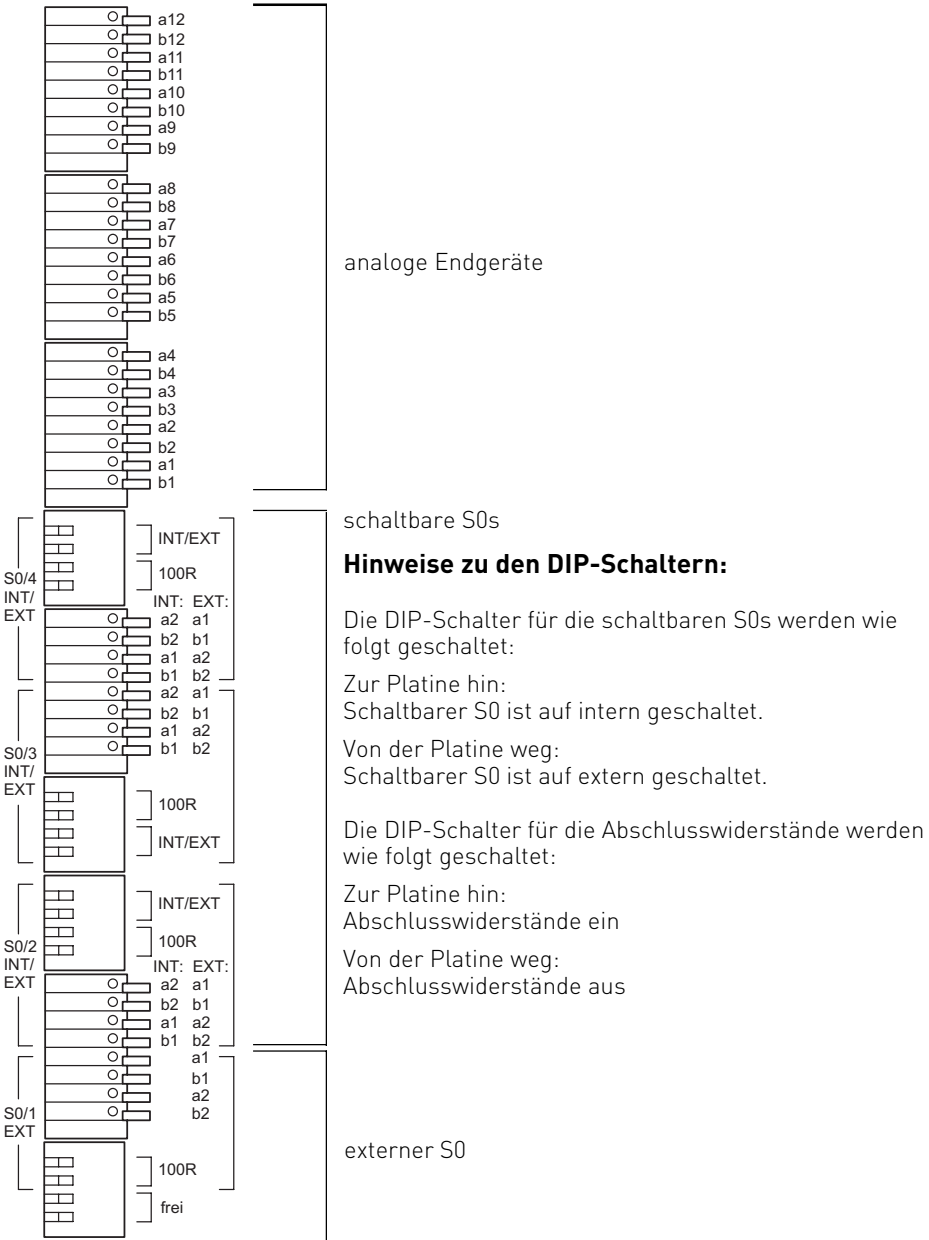 a12
b12
a11
b11
a10
b10
a9
b9
a8
b8
a7
b7
a6
b6
a5
b5
analoge Endgeräte
a4
b4
a3
b3
a2
b2
a1
b1
schaltbare S0s
INT/EXT
100R
S0/4
INT/
EXT
INT: EXT:
a2 a1
b2 b1
a1 a2
b1 b2
a2 a1
b2 b1
a1 a2
b1 b2
S0/3
INT/
EXT
100R
INT/EXT
INT/EXT
100R
S0/2
INT/
EXT
INT: EXT:
a2 a1
b2 b1
a1 a2
b1 b2
a1
b1
a2
b2
S0/1
EXT
100R
frei
Hinweise zu den DIP-Schaltern:
Die DIP-Schalter für die schaltbaren S0s werden wie
folgt geschaltet:
Zur Platine hin:
Schaltbarer S0 ist auf intern geschaltet.
Von der Platine weg:
Schaltbarer S0 ist auf extern geschaltet.
Die DIP-Schalter für die Abschlusswiderstände werden
wie folgt geschaltet:
Zur Platine hin:
Abschlusswiderstände ein
Von der Platine weg:
Abschlusswiderstände aus
externer S0